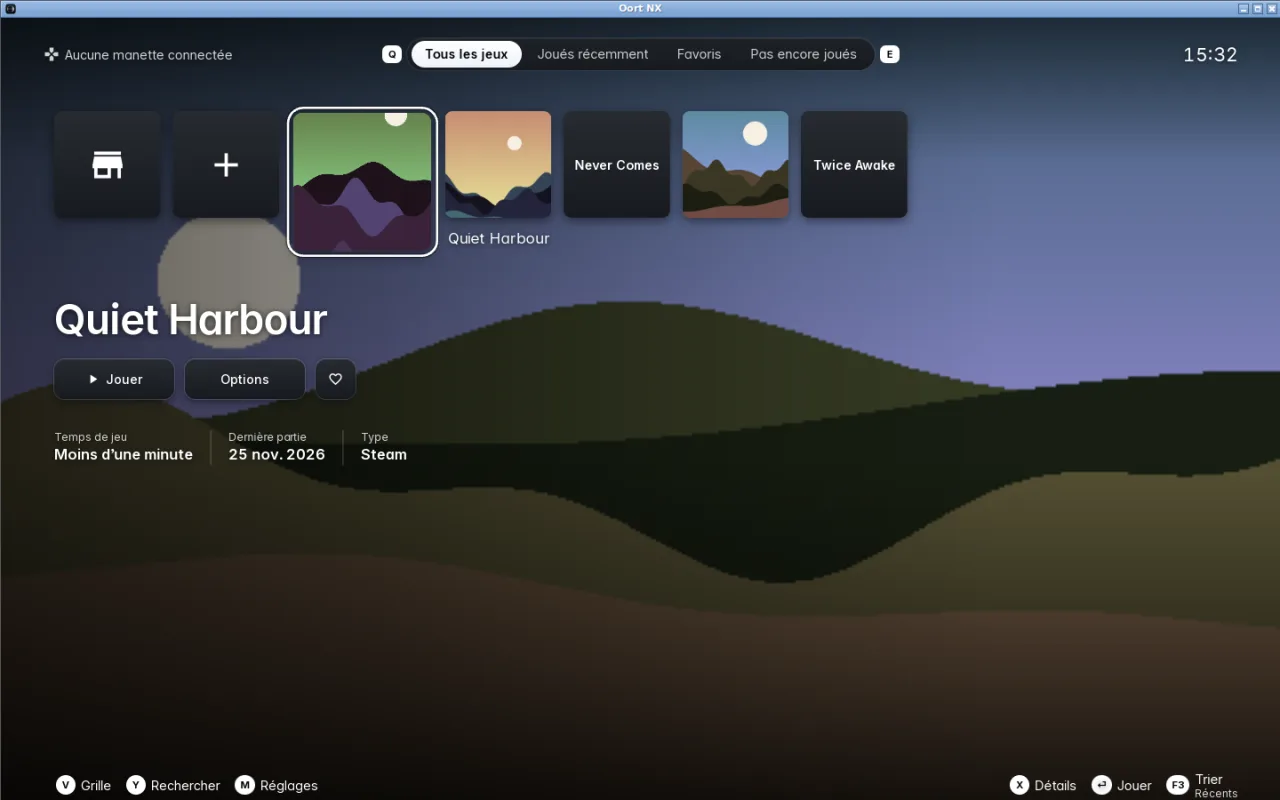 Oort NX
Aucune manette connectée
Q
Tous les jeux
Joués récemment
Favoris
Pas encore joués
E
15:32
Never Comes
Twice Awake
Quiet Harbour
Quiet Harbour
Jouer
Options
Temps de jeu
Moins d’une minute
Dernière partie
25 nov. 2026
Type
Steam
V Grille
Y Rechercher
M Réglages
X Détails
Jouer
F3 Trier
Récents